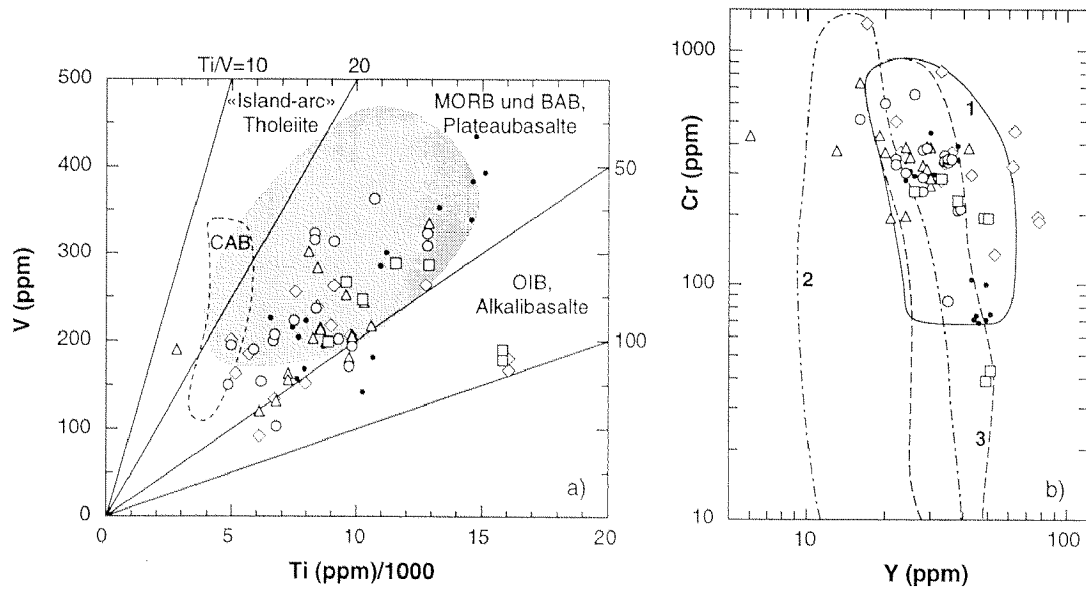 Ti/V=10 20
500
«Island-arc»
Tholeiite
MORB und BAB,
Plateaubasalte
400
50
300
CAB
OIB,
Alkalibasalte
200
100
100
0
a)
0 5 10 15 20
V (ppm)
Ti (ppm)/1000
1000
1
Cr (ppm)
2
100
3
b)
10
10 100
Y (ppm)